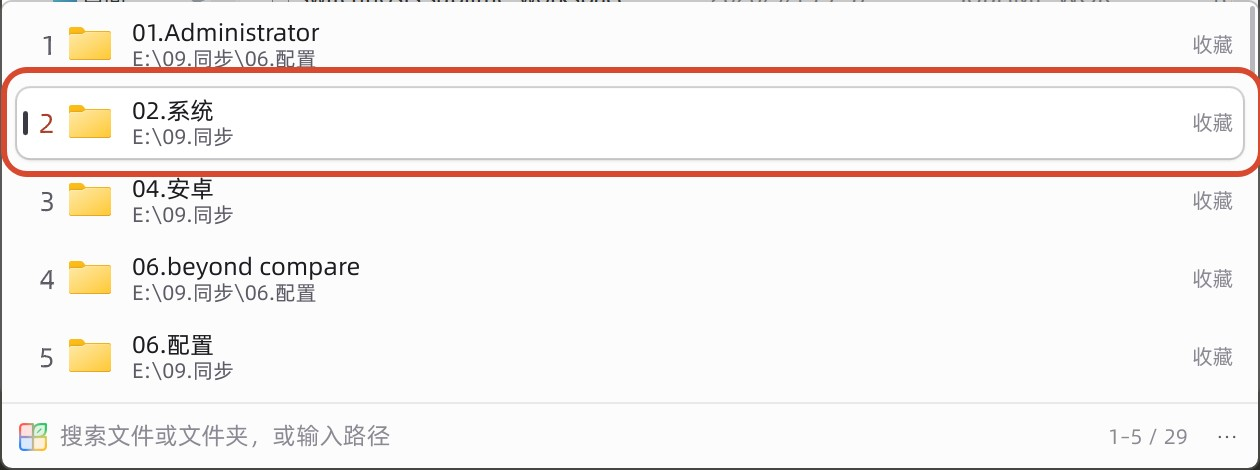 1
01.Administrator
E:\09.同步\06.配置
收藏
2
02.系统
E:\09.同步
收藏
3
04.安卓
E:\09.同步
收藏
4
06.beyond compare
E:\09.同步\06.配置
收藏
5
06.配置
E:\09.同步
收藏
搜索文件或文件夹，或输入路径
1-5 / 29
···